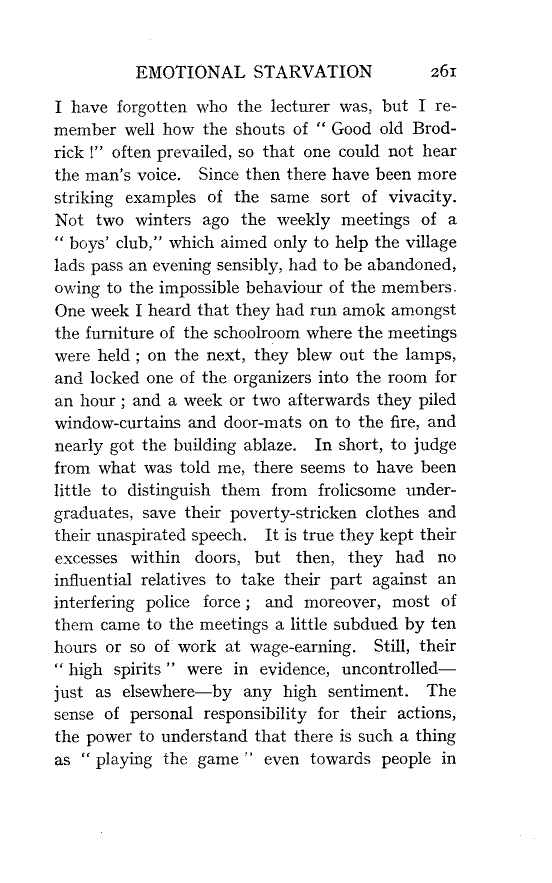 EMOTIONAL STARVATION 261
I have forgotten who the lecturer was, but I re-
member well how the shouts of “ Good old Brod-
rick !” often prevailed, so that one could not hear
the man’s voice. Since then there have been more
striking examples of the same sort of vivacity.
Not two winters ago the weekly meetings of a
“ boys’ club,” which aimed only to help the village
lads pass an evening sensibly, had to be abandoned,
owing to the impossible behaviour of the members.
One week I heard that they had run amok amongst
the furniture of the schoolroom where the meetings
were held ; on the next, they blew out the lamps,
and locked one of the organizers into the room for
an hour ; and a week or two afterwards they piled
window-curtains and door-mats on to the fire, and
nearly got the building ablaze. In short, to judge
from what was told me, there seems to have been
little to distinguish them from frolicsome under-
graduates, save their poverty-stricken clothes and
their unaspirated speech. It is true they kept their
excesses within doors, but then, they had no
influential relatives to take their part against an
interfering police force ; and moreover, most of
them came to the meetings a little subdued by ten
hours or so of work at wage-earning. Still, their
“ high spirits ” were in evidence, uncontrolled—
just as elsewhere—by any high sentiment. The
sense of personal responsibility for their actions,
the power to understand that there is such a thing
as “ playing the game ” even towards people in